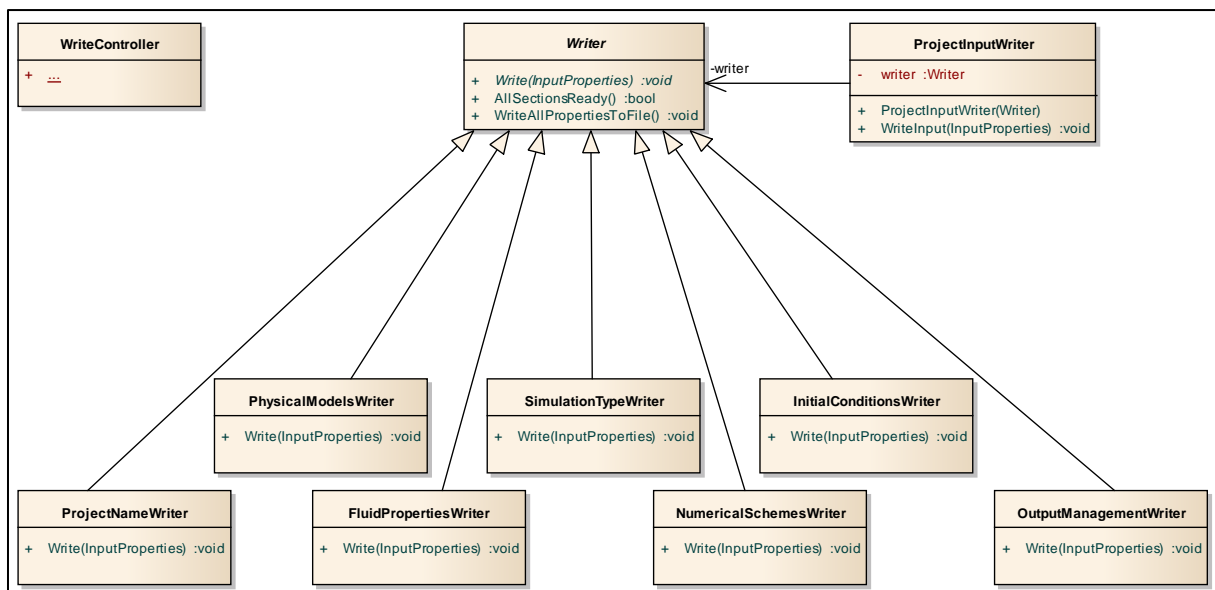 WriteController
+ ...
Writer
+ Write(InputProperties) :void
+ AllSectionsReady() :bool
+ WriteAllPropertiesToFile() :void
-writer
ProjectInputWriter
- writer :Writer
+ ProjectInputWriter(Writer)
+ WriteInput(InputProperties) :void
PhysicalModelsWriter
+ Write(InputProperties) :void
SimulationTypeWriter
+ Write(InputProperties) :void
InitialConditionsWriter
+ Write(InputProperties) :void
ProjectNameWriter
+ Write(InputProperties) :void
FluidPropertiesWriter
+ Write(InputProperties) :void
NumericalSchemesWriter
+ Write(InputProperties) :void
OutputManagementWriter
+ Write(InputProperties) :void